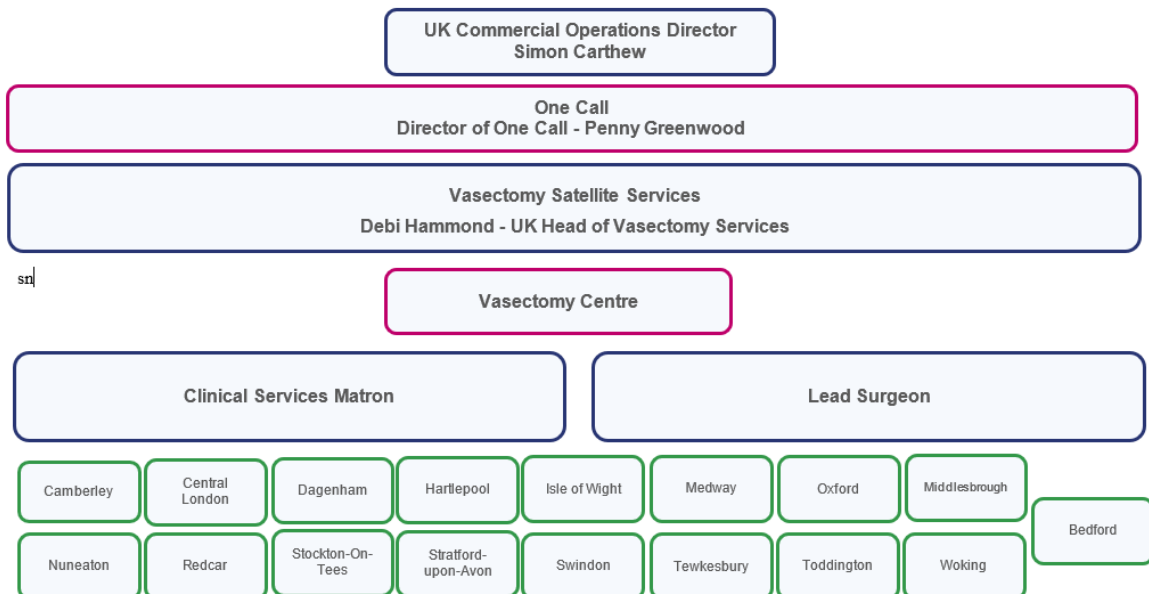 UK Commercial Operations Director
Simon Carthew
One Call
Director of One Call - Penny Greenwood
Vasectomy Satellite Services
Debi Hammond - UK Head of Vasectomy Services
sn
Vasectomy Centre
Clinical Services Matron
Lead Surgeon
Camberley
Central
London
Dagenham
Hartlepool
Isle of Wight
Medway
Oxford
Middlesbrough
Bedford
Nuneaton
Redcar
Stockton-On-
Tees
Stratford-
upon-Avon
Swindon
Tewkesbury
Toddington
Woking